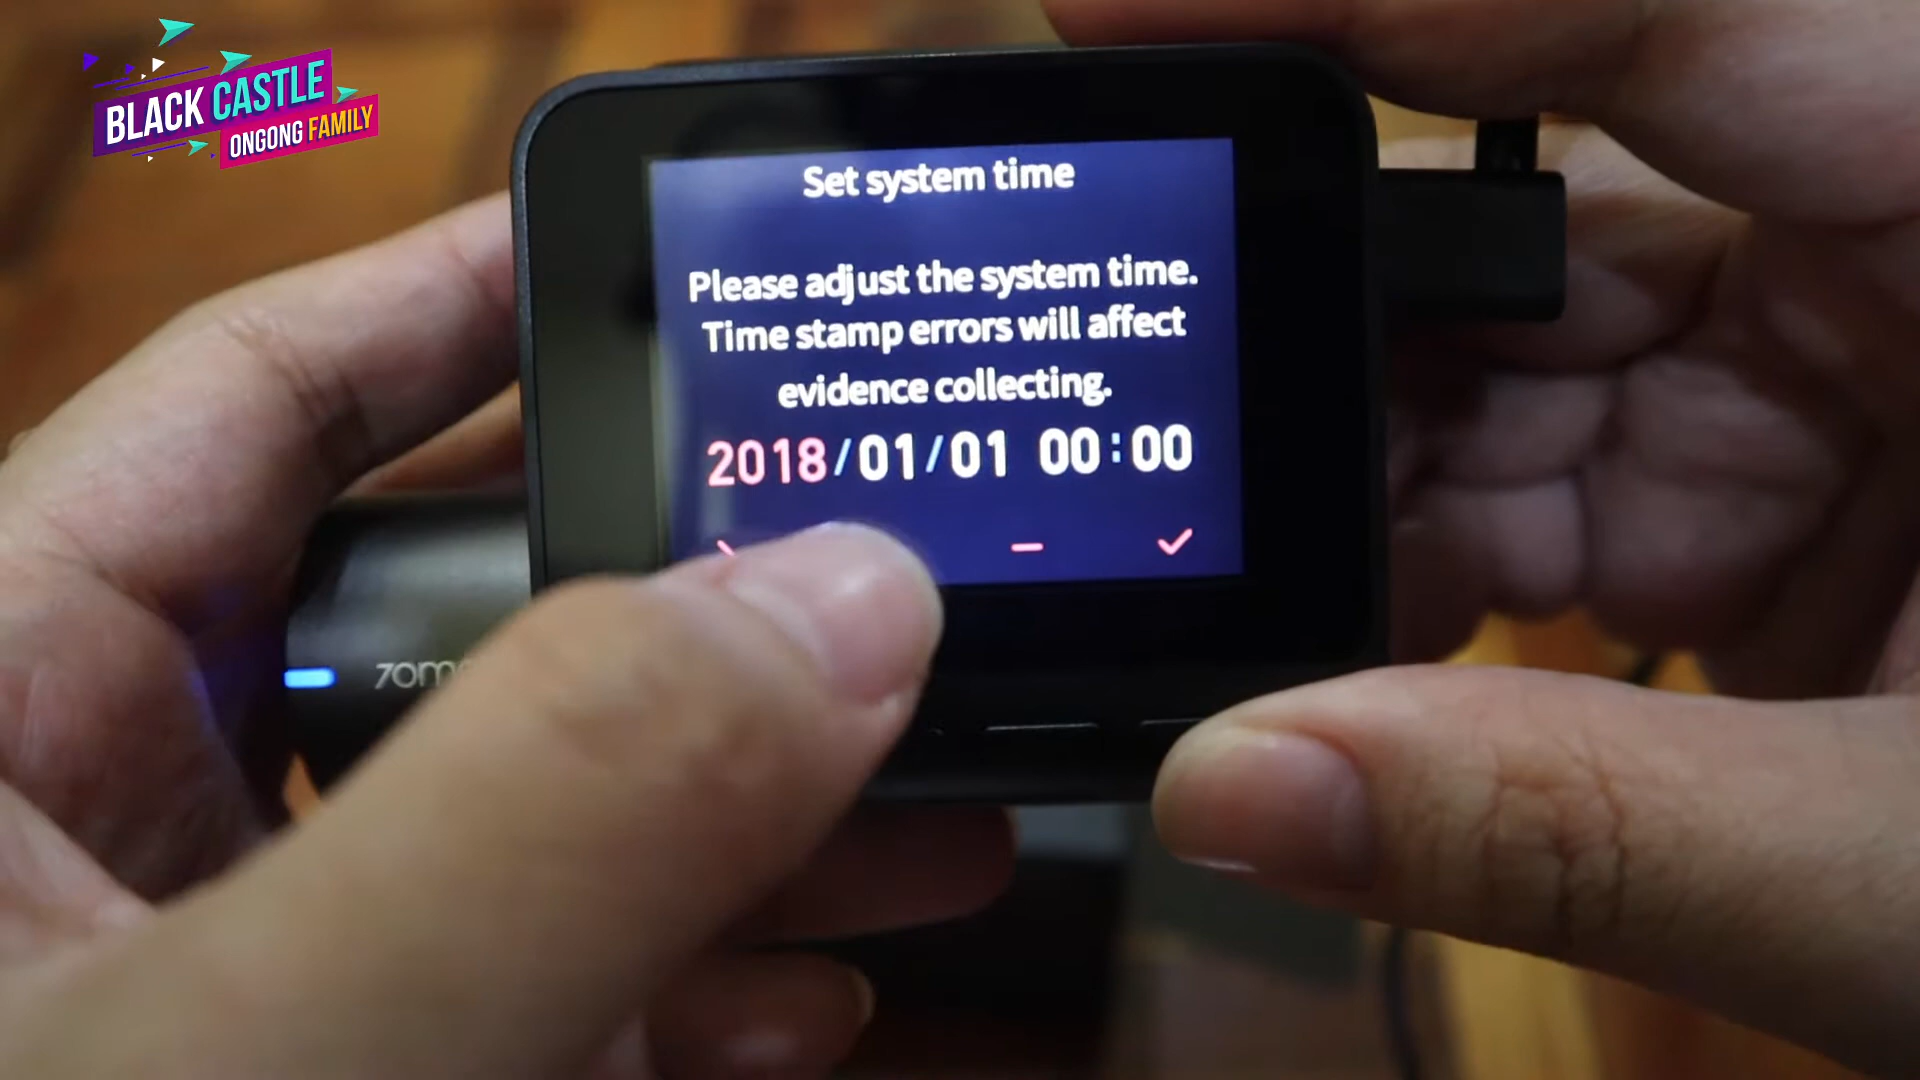 BLACK CASTLE
ONGONG FAMILY
Set system time
Please adjust the system time.
Time stamp errors will affect
evidence collecting.
2018/01/01 00:00